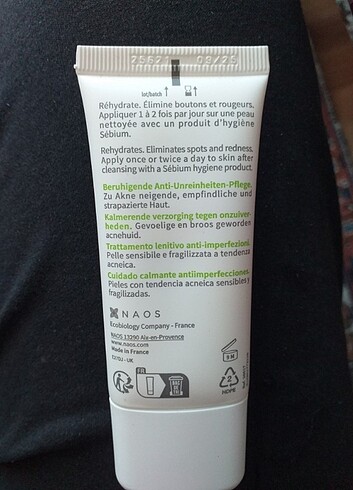 lot/batch
Réhydrate. Élimine boutons et rougeurs.
Appliquer 1 à 2 fois par jour sur une peau
nettoyée avec un produit d'hygiène
Sébium.
Rehydrates. Eliminates spots and redness.
Apply once or twice a day to skin after
cleansing with a Sébium hygiene product.
Beruhigende Anti-Unreinheiten-Pflege.
Zu Akne neigende, empfindliche und
strapazierte Haut.
Kalmerende verzorging tegen onzuiver-
heden. Gevoelige en broos geworden
acnehuid.
Trattamento lenitivo anti-imperfezioni.
Pelle sensibile e fragilizzata a tendenza
acneica.
Cuidado calmante antiimperfecciones.
Pieles con tendencia acneica sensibles y
fragilizadas.
NAOS
Ecobiology Company - France
NAOS 13290 Aix-en-Provence
www.naos.com
Made in France
FR
2
HDPE